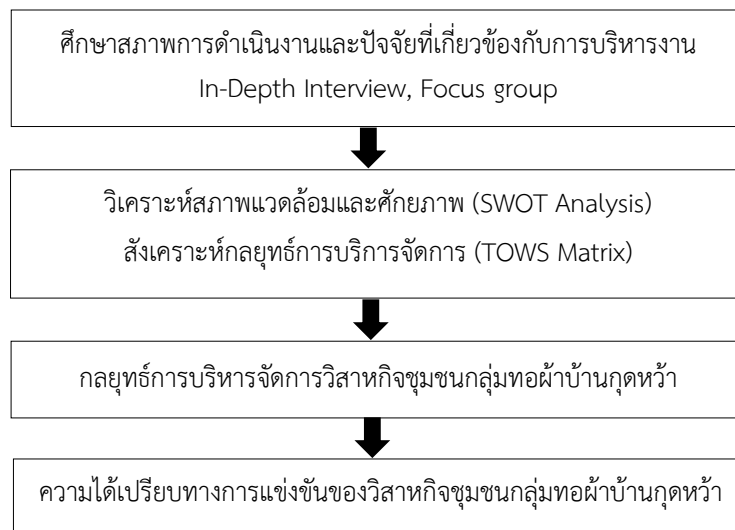 ศึกษาสภาพการดำเนินงานและปัจจัยที่เกี่ยวข้องกับการบริหารงาน
In-Depth Interview, Focus group
วิเคราะห์สภาพแวดล้อมและศักยภาพ (SWOT Analysis)
สังเคราะห์กลยุทธ์การบริการจัดการ (TOWS Matrix)
กลยุทธ์การบริหารจัดการวิสาหกิจชุมชนกลุ่มทอผ้าบ้านกุดหว้า
ความได้เปรียบทางการแข่งขันของวิสาหกิจชุมชนกลุ่มทอผ้าบ้านกุดหว้า